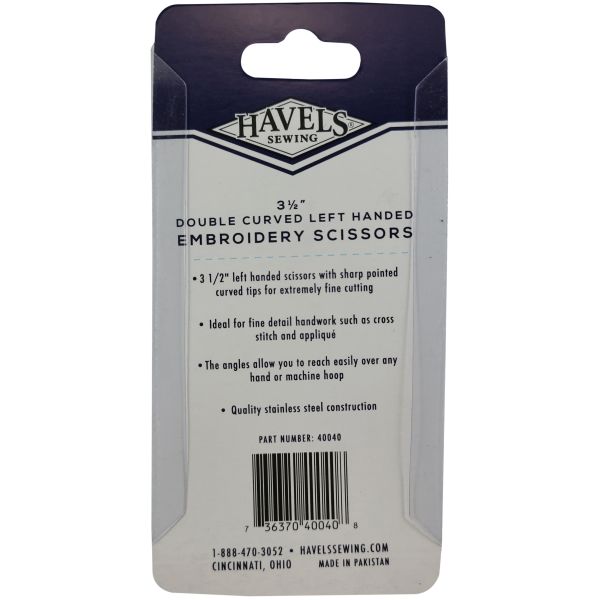 HAVEL'S®
SEWING
3 ½"
DOUBLE CURVED LEFT HANDED
EMBROIDERY SCISSORS
• 3 1/2" left handed scissors with sharp pointed
curved tips for extremely fine cutting
• Ideal for fine detail handwork such as cross
stitch and appliqué
• The angles allow you to reach easily over any
hand or machine hoop
• Quality stainless steel construction
PART NUMBER: 40040
7 36370 40040 8
1-888-470-3052 • HAVELSSEWING.COM
CINCINNATI, OHIO MADE IN PAKISTAN